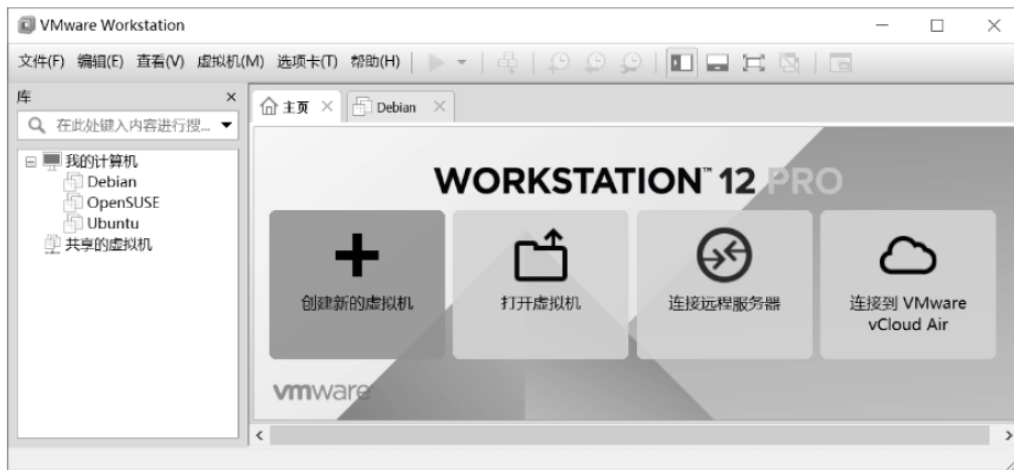 VMware Workstation
文件(F) 编辑(E) 查看(V) 虚拟机(M) 选项卡(T) 帮助(H)
库
在此处键入内容进行搜...
我的计算机
Debian
OpenSUSE
Ubuntu
共享的虚拟机
主页
Debian
WORKSTATION™ 12 PRO
创建新的虚拟机
打开虚拟机
连接远程服务器
连接到 VMware
vCloud Air
vmware